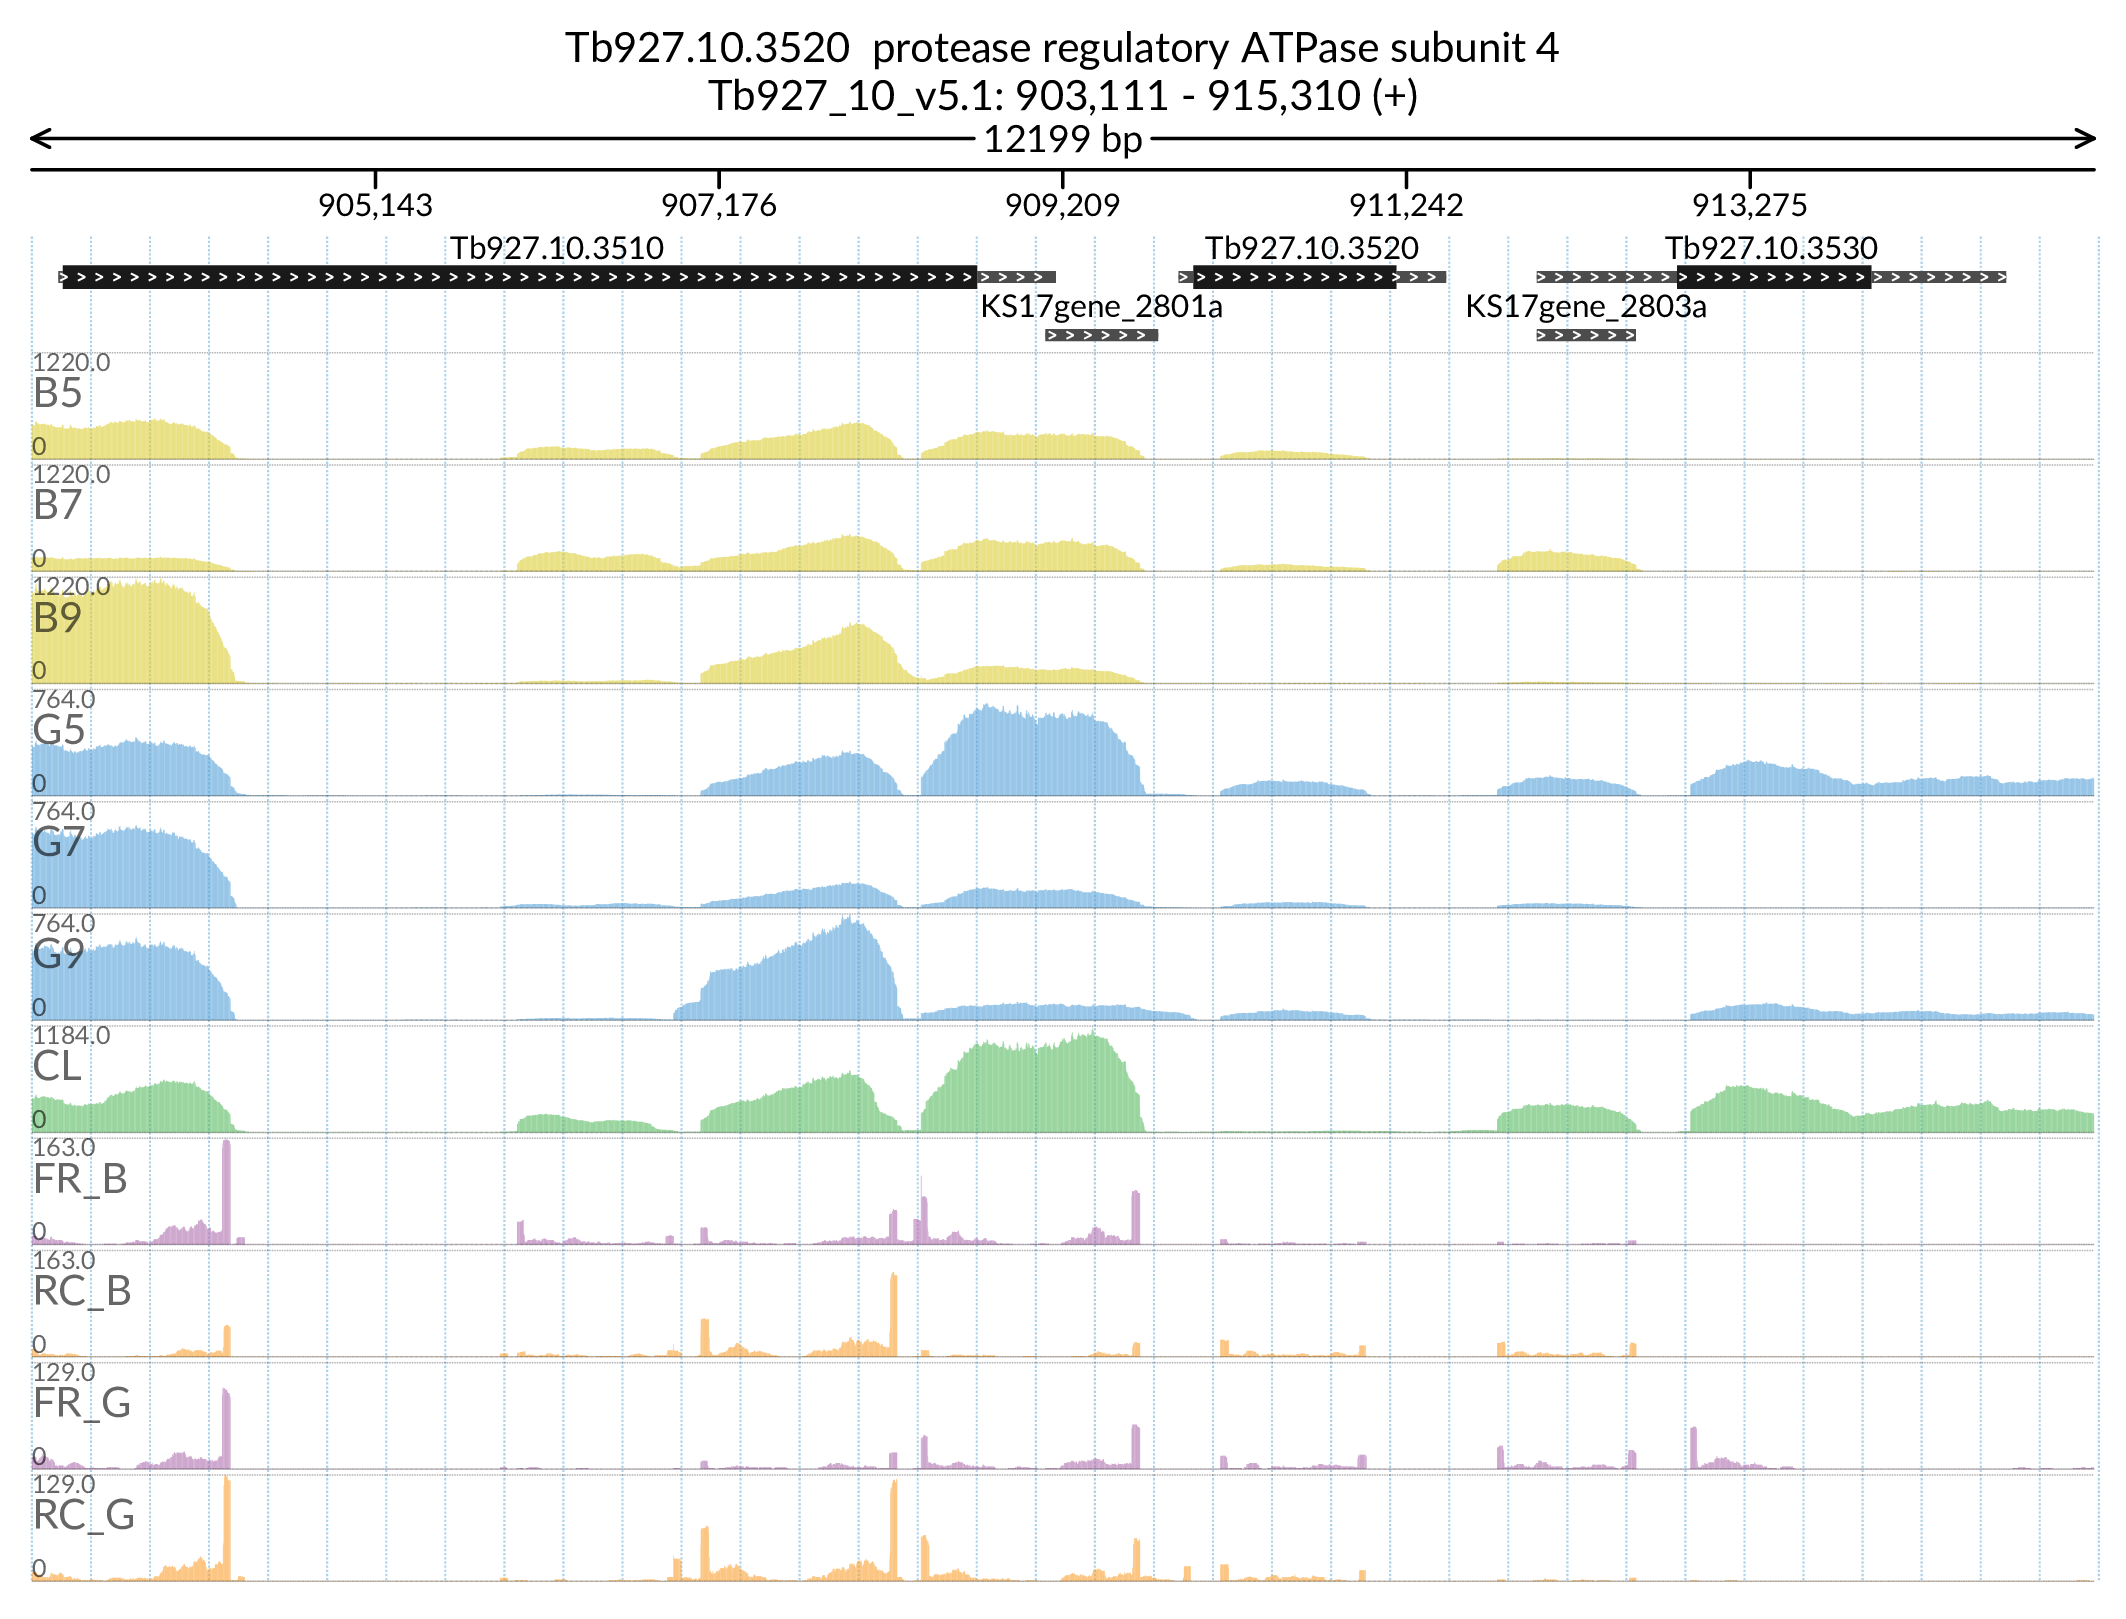 Tb927.10.3520  protease regulatory ATPase subunit 4
Tb927_10_v5.1: 903,111 - 915,310 (+)
12199 bp
905,143 907,176 909,209 911,242 913,275
Tb927.10.3510 Tb927.10.3520 Tb927.10.3530
KS17gene_2801a KS17gene_2803a
1220.0
B5
0
1220.0
B7
0
1220.0
B9
0
764.0
G5
0
764.0
G7
0
764.0
G9
0
1184.0
CL
0
163.0
FR_B
0
163.0
RC_B
0
129.0
FR_G
0
129.0
RC_G
0